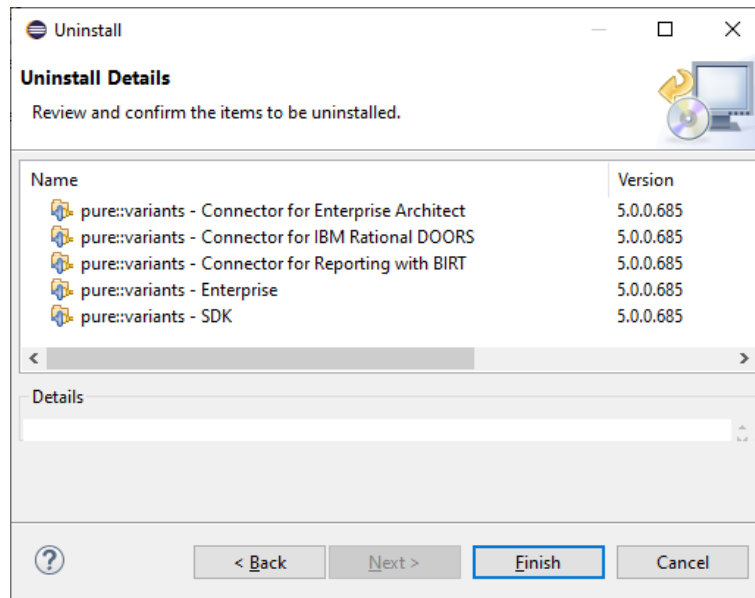 Uninstall
Uninstall Details
Review and confirm the items to be uninstalled.
Name Version
pure::variants - Connector for Enterprise Architect 5.0.0.685
pure::variants - Connector for IBM Rational DOORS 5.0.0.685
pure::variants - Connector for Reporting with BIRT 5.0.0.685
pure::variants - Enterprise 5.0.0.685
pure::variants - SDK 5.0.0.685
Details
? < Back Next > Finish Cancel